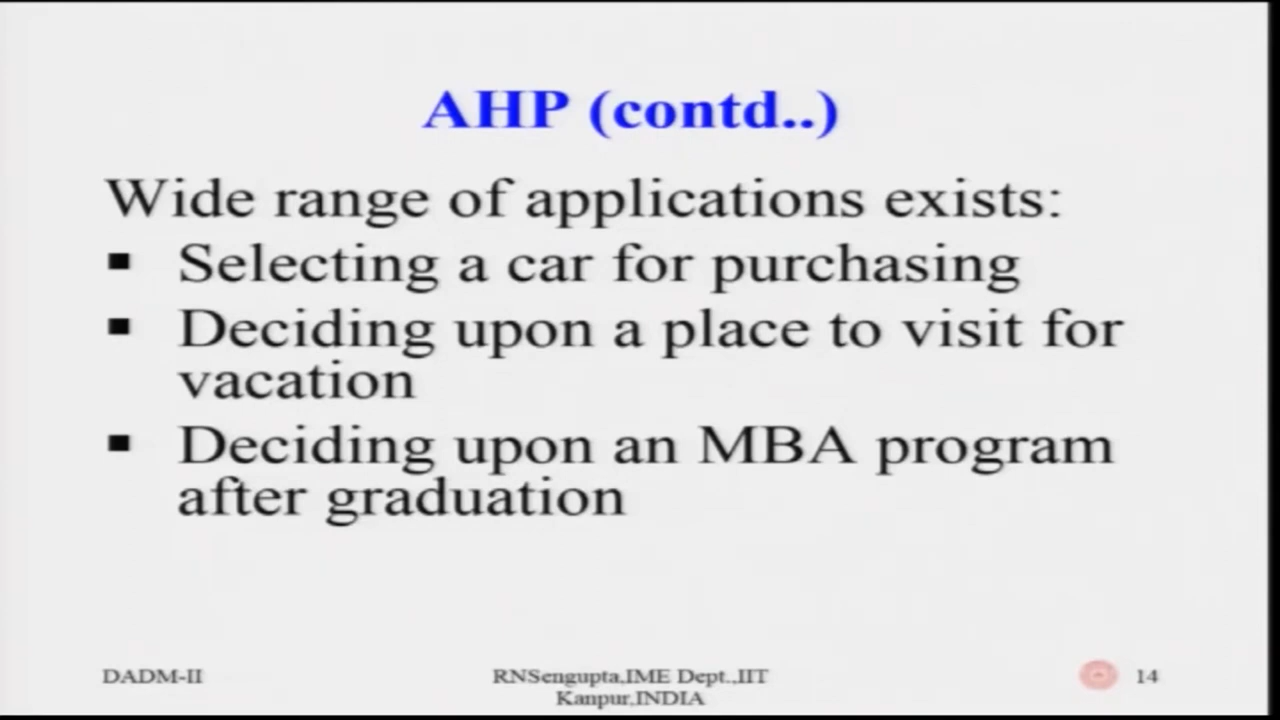 AHP (contd..)
Wide range of applications exists:
▪ Selecting a car for purchasing
▪ Deciding upon a place to visit for
vacation
▪ Deciding upon an MBA program
after graduation
DADM-II
RNSengupta,IME Dept.,IIT
Kanpur,INDIA
14